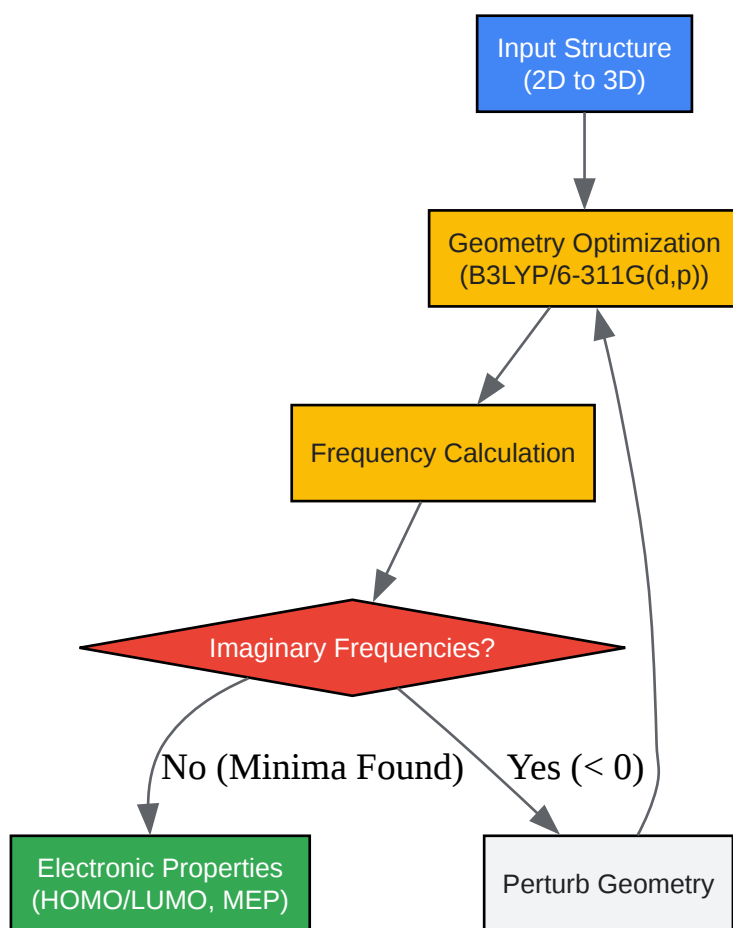 Input Structure
(2D to 3D)
Geometry Optimization
(B3LYP/6-311G(d,p))
Frequency Calculation
Imaginary Frequencies?
No (Minima Found)
Yes (< 0)
Electronic Properties
(HOMO/LUMO, MEP)
Perturb Geometry